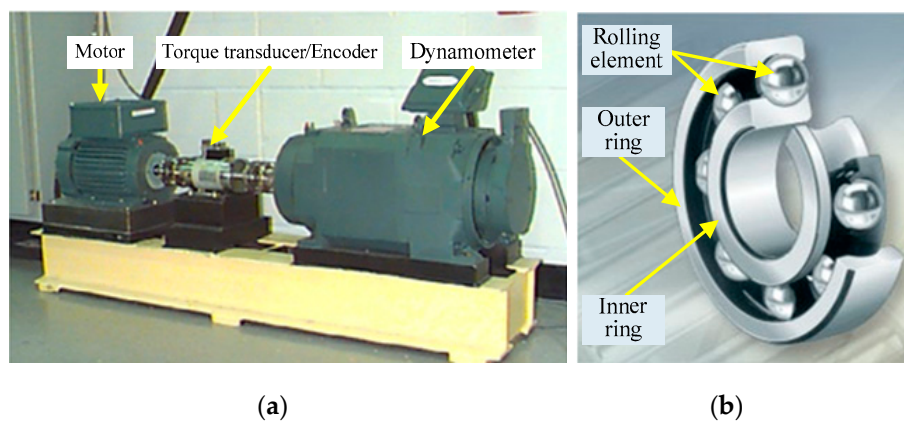 Motor
Torque transducer/Encoder
Dynamometer
Rolling
element
Outer
ring
Inner
ring
(a)
(b)